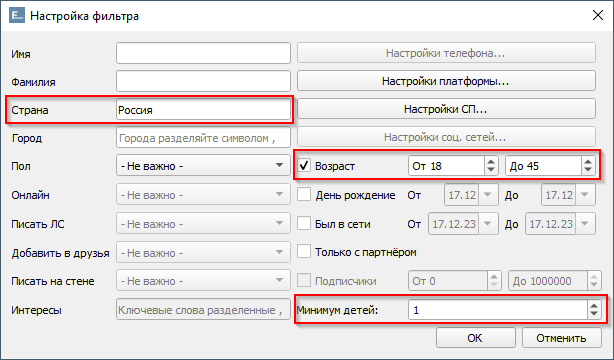 E... Настройка фильтра
Имя Настройки телефона...
Фамилия Настройки платформы...
Страна Россия Настройки СП...
Город Города разделяйте символом , Настройки соц. сетей...
Пол - Не важно - Возраст От 18 До 45
Онлайн - Не важно - День рождение От 17.12 До 17.12
Писать ЛС - Не важно - Был в сети От 17.12.23 До 17.12.23
Добавить в друзья - Не важно - Только с партнёром
Писать на стене - Не важно - Подписчики От 0 До 1000000
Интересы Ключевые слова разделенные , Минимум детей: 1
OK Отменить